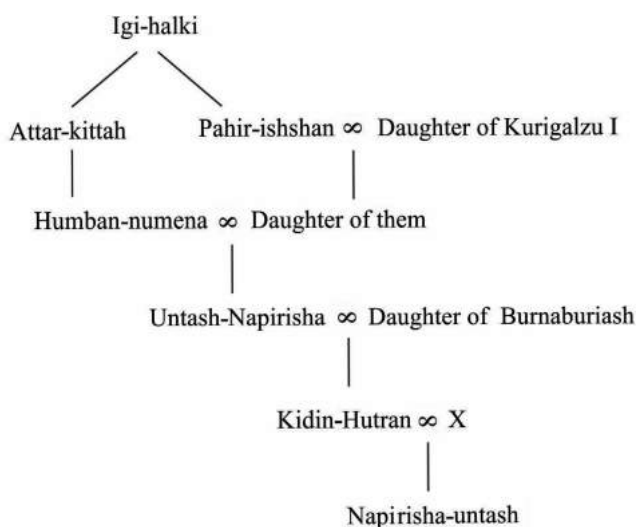 Igi-halki
Attar-kittah
Pahir-ishshan ∞ Daughter of Kurigalzu I
Humban-numena ∞ Daughter of them
Untash-Napirisha ∞ Daughter of Burnaburiash
Kidin-Hutran ∞ X
Napirisha-untash